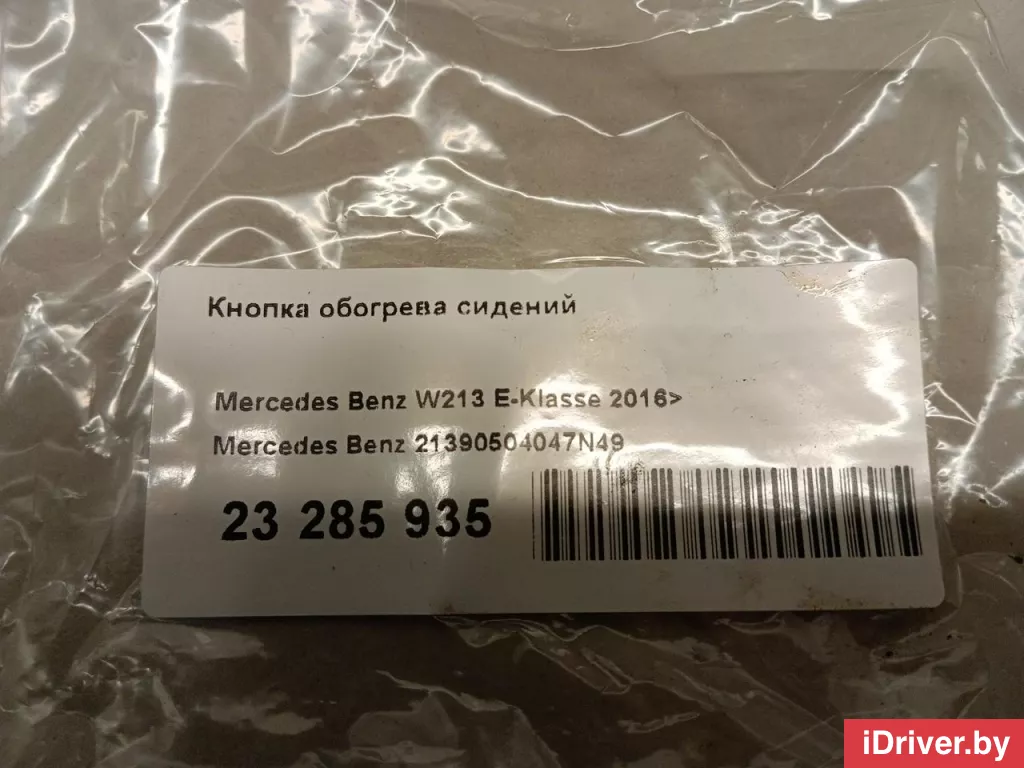 Кнопка обогрева сидений
Mercedes Benz W213 E-Klasse 2016>
Mercedes Benz 21390504047N49
23 285 935
iDriver.by